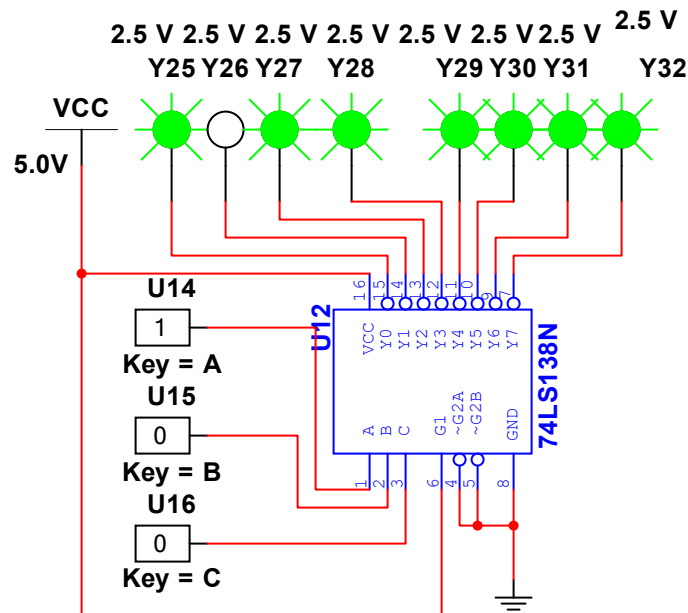 2.5 V 2.5 V 2.5 V 2.5 V 2.5 V 2.5 V 2.5 V 2.5 V
Y25 Y26 Y27 Y28 Y29 Y30 Y31 Y32
VCC
5.0V
U14
1
Key = A
U15
0
Key = B
U16
0
Key = C
U12
16 15 14 13 12 11 10 9 7
VCC Y0 Y1 Y2 Y3 Y4 Y5 Y6 Y7
74LS138N
A B C G1 ~G2A ~G2B GND
1 2 3 6 4 5 8